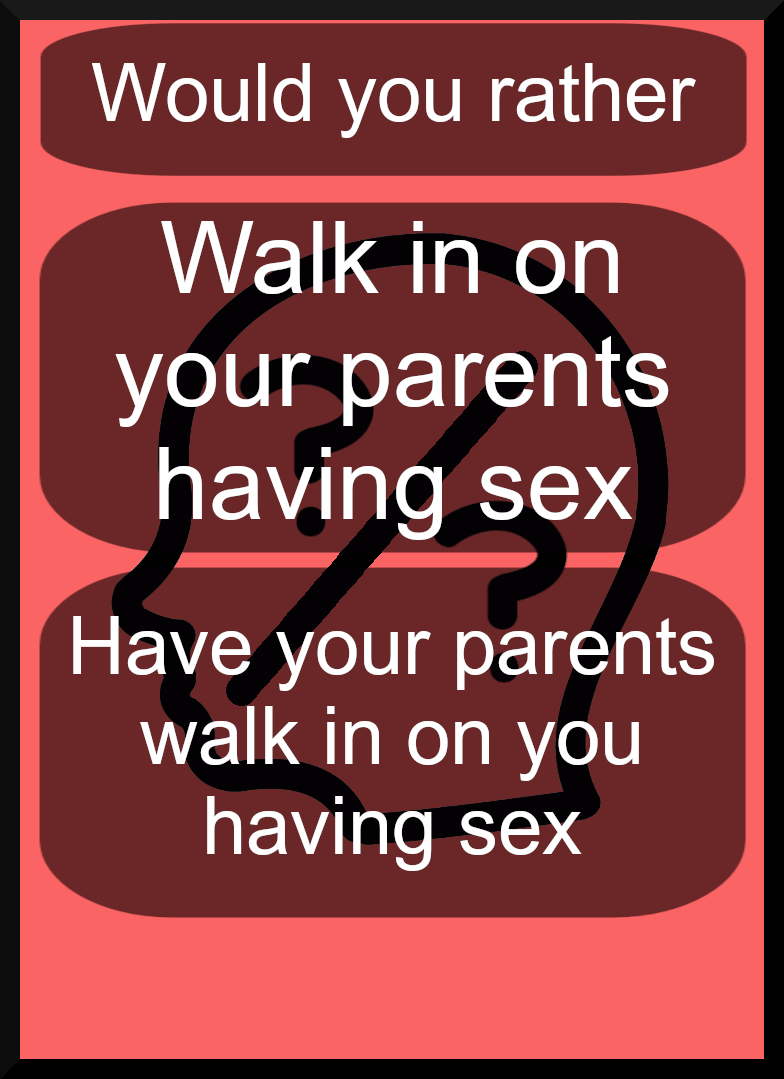 Would you rather
Walk in on
your parents
having sex
Have your parents
walk in on you
having sex